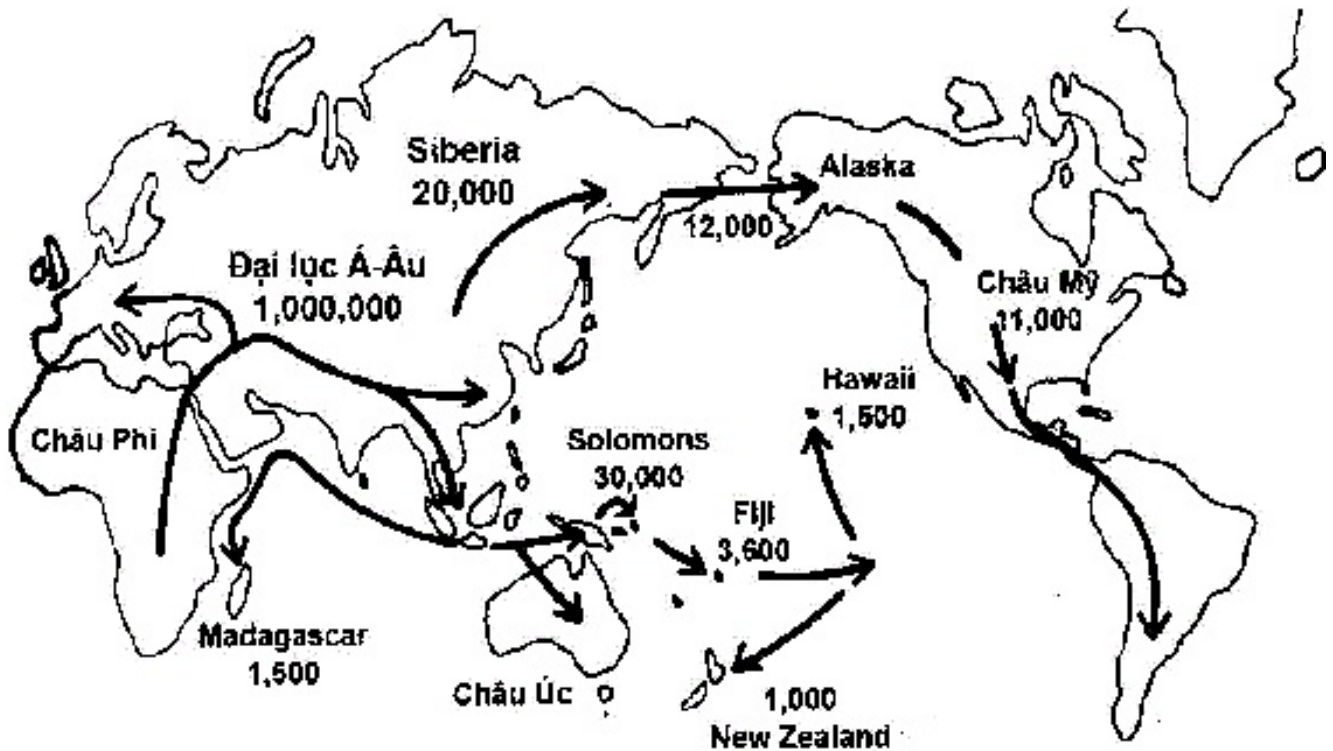 Siberia
20,000
Alaska
12,000
Đại lục Á-Âu
1,000,000
Châu Mỹ
11,000
Hawaii
1,500
Châu Phi
Solomons
30,000
Fiji
3,600
Madagascar
1,500
Châu Úc
1,000
New Zealand